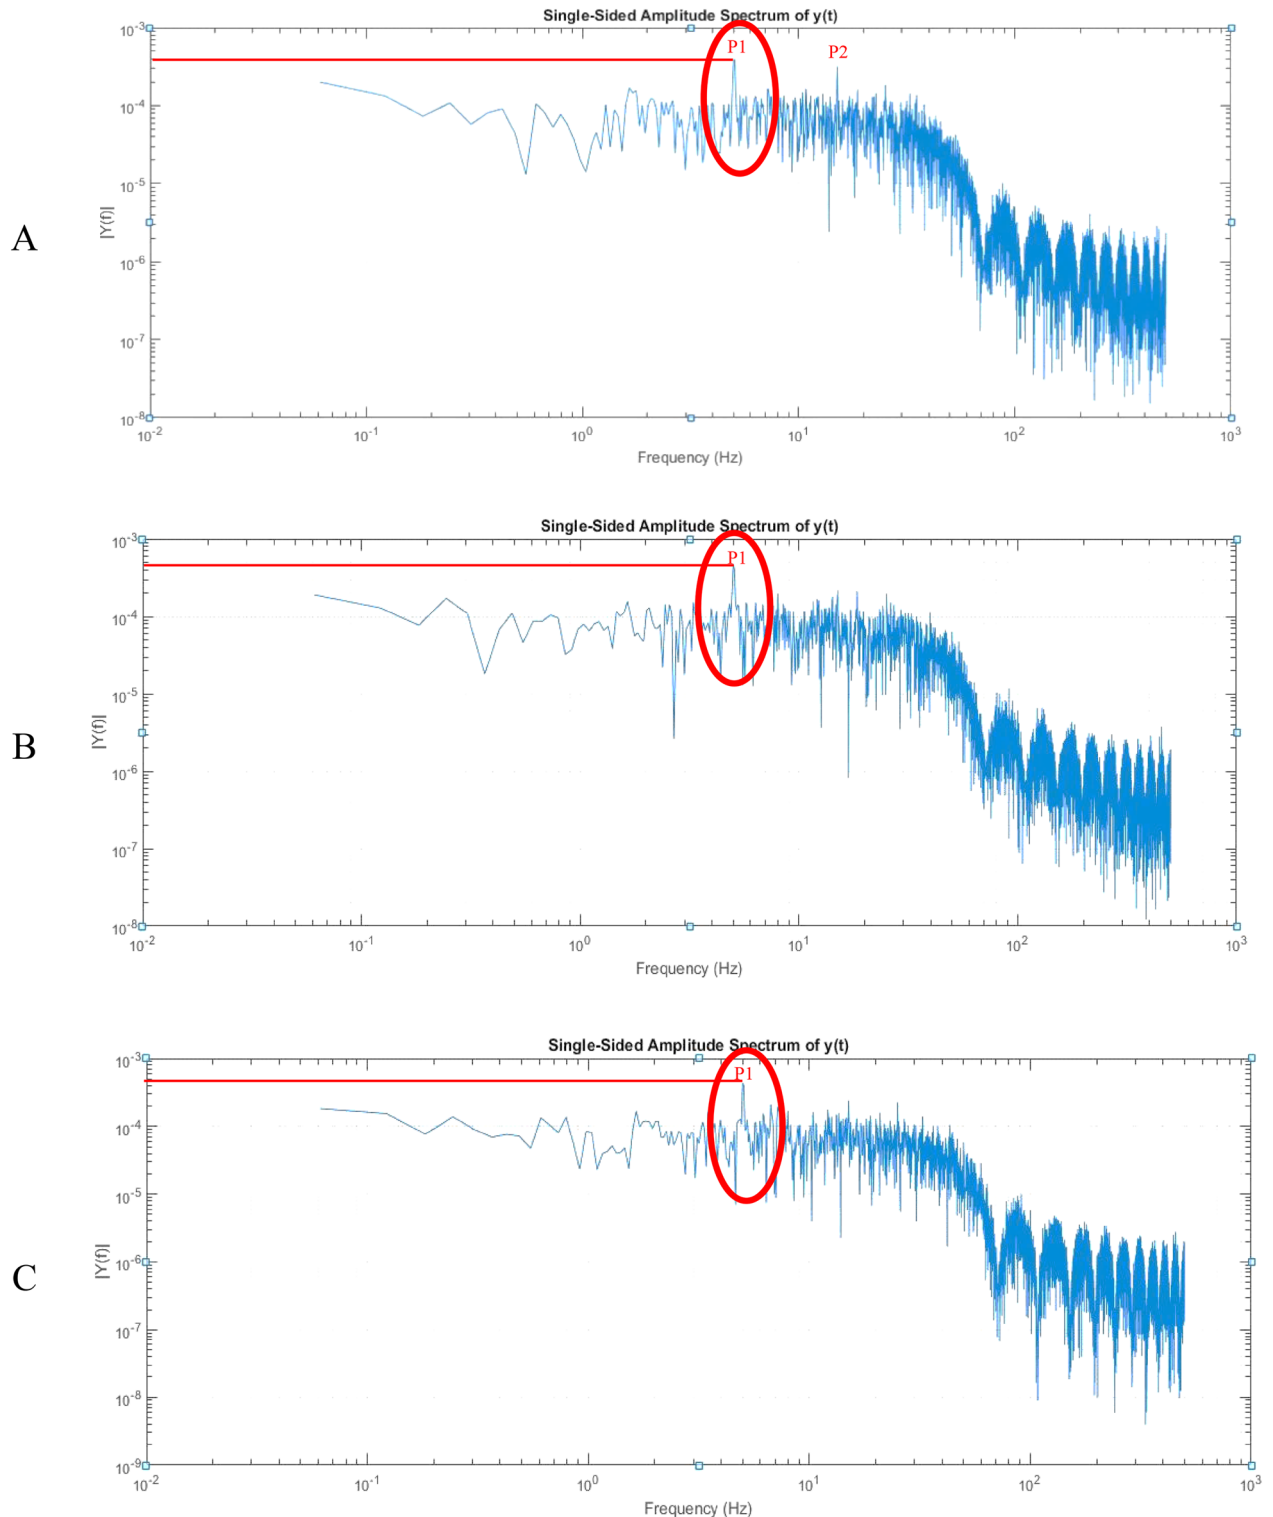 Single-Sided Amplitude Spectrum of y(t)
10^-3
P1
P2
10^-4
10^-5
|Y(f)|
A
10^-6
10^-7
10^-8
10^-2 10^-1 10^0 10^1 10^2 10^3
Frequency (Hz)
Single-Sided Amplitude Spectrum of y(t)
10^-3
P1
10^-4
10^-5
|Y(f)|
B
10^-6
10^-7
10^-8
10^-2 10^-1 10^0 10^1 10^2 10^3
Frequency (Hz)
Single-Sided Amplitude Spectrum of y(t)
10^-3
P1
10^-4
10^-5
|Y(f)|
10^-6
C
10^-7
10^-8
10^-9
10^-2 10^-1 10^0 10^1 10^2 10^3
Frequency (Hz)